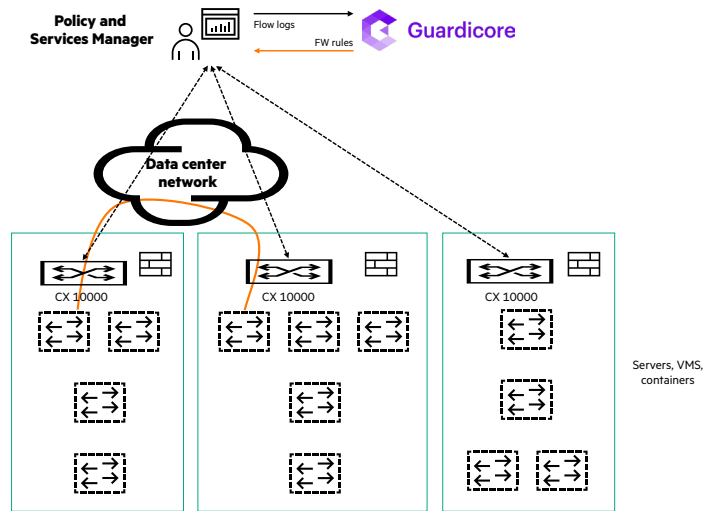 Policy and
Services Manager
Flow logs
FW rules
Guardicore
Data center
network
CX 10000
CX 10000
CX 10000
Servers, VMS,
containers